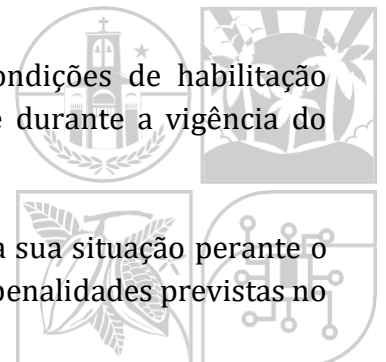 ondições de habilitação
e durante a vigência do
a sua situação perante o
penalidades previstas no